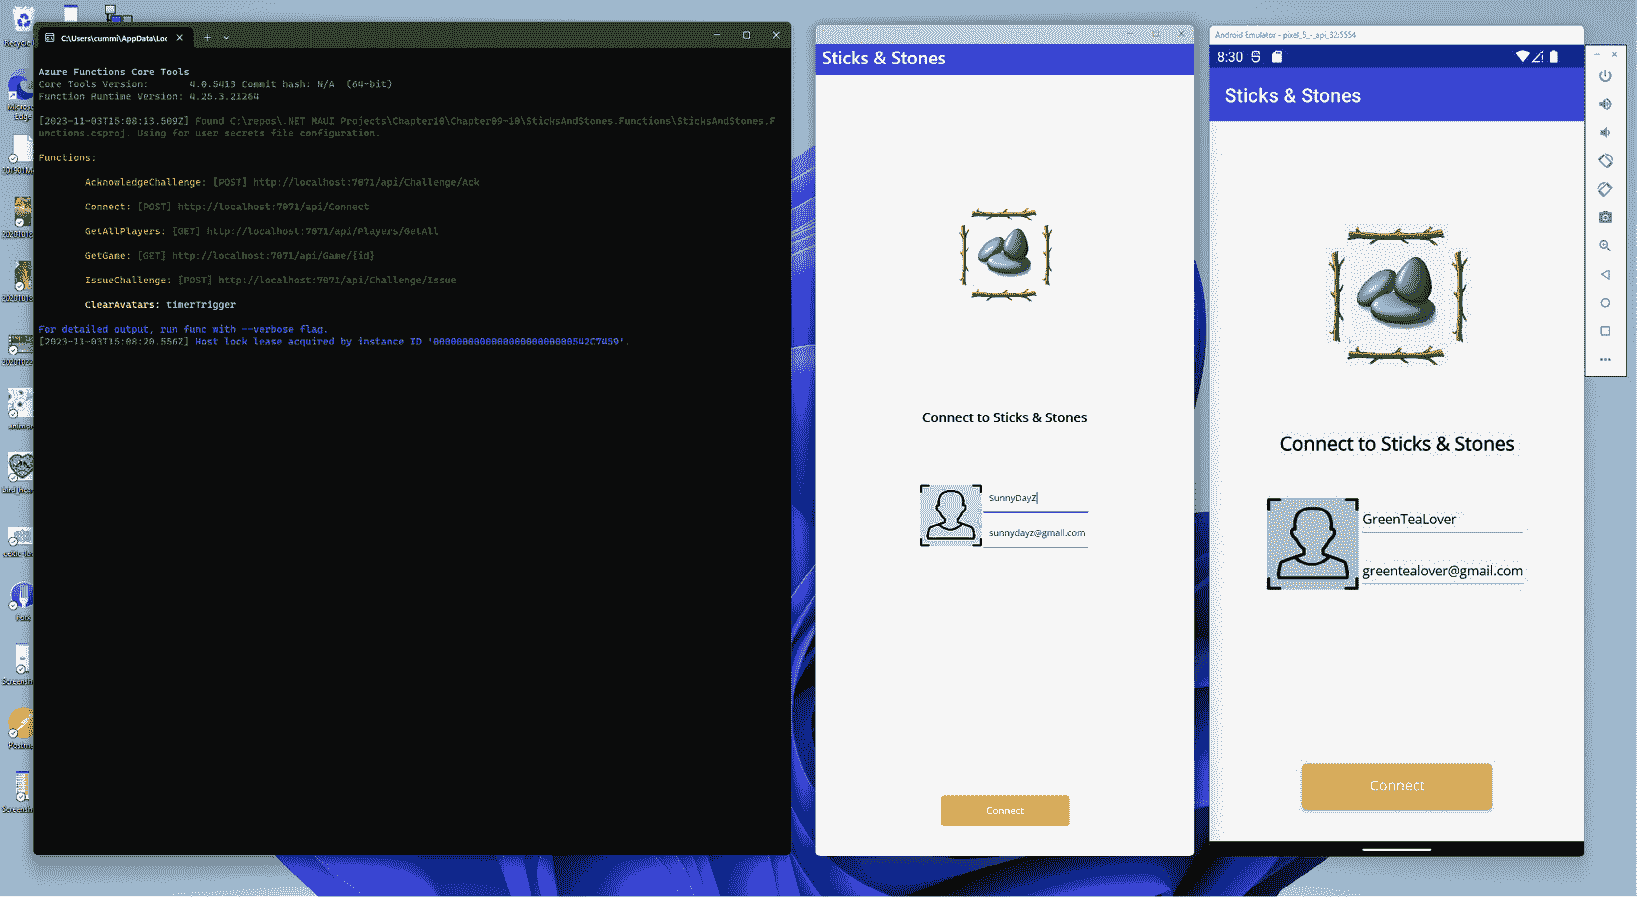 C:\Users\cummi\AppData\Loc
Azure Functions Core Tools
Core Tools Version:       4.0.5413 Commit hash: N/A  (64-bit)
Function Runtime Version: 4.25.3.21264
[2023-11-03T15:08:13.509Z] Found C:\repos\.NET MAUI Projects\Chapter10\Chapter09-10\SticksAndStones.Functions\SticksAndStones.F
unctions.csproj. Using for user secrets file configuration.
Functions:
AcknowledgeChallenge: [POST] http://localhost:7071/api/Challenge/Ack
Connect: [POST] http://localhost:7071/api/Connect
GetAllPlayers: [GET] http://localhost:7071/api/Players/GetAll
GetGame: [GET] http://localhost:7071/api/Game/{id}
IssueChallenge: [POST] http://localhost:7071/api/Challenge/Issue
ClearAvatars: timerTrigger
For detailed output, run func with --verbose flag.
[2023-11-03T15:08:20.556Z] Host lock lease acquired by instance ID
Sticks & Stones
Connect to Sticks & Stones
SunnyDayZ
sunnydayz@gmail.com
Connect
Android Emulator - pixel_5_-_api_32:5554
8:30
Sticks & Stones
Connect to Sticks & Stones
GreenTeaLover
greentealover@gmail.com
Connect
Recycle
Edge